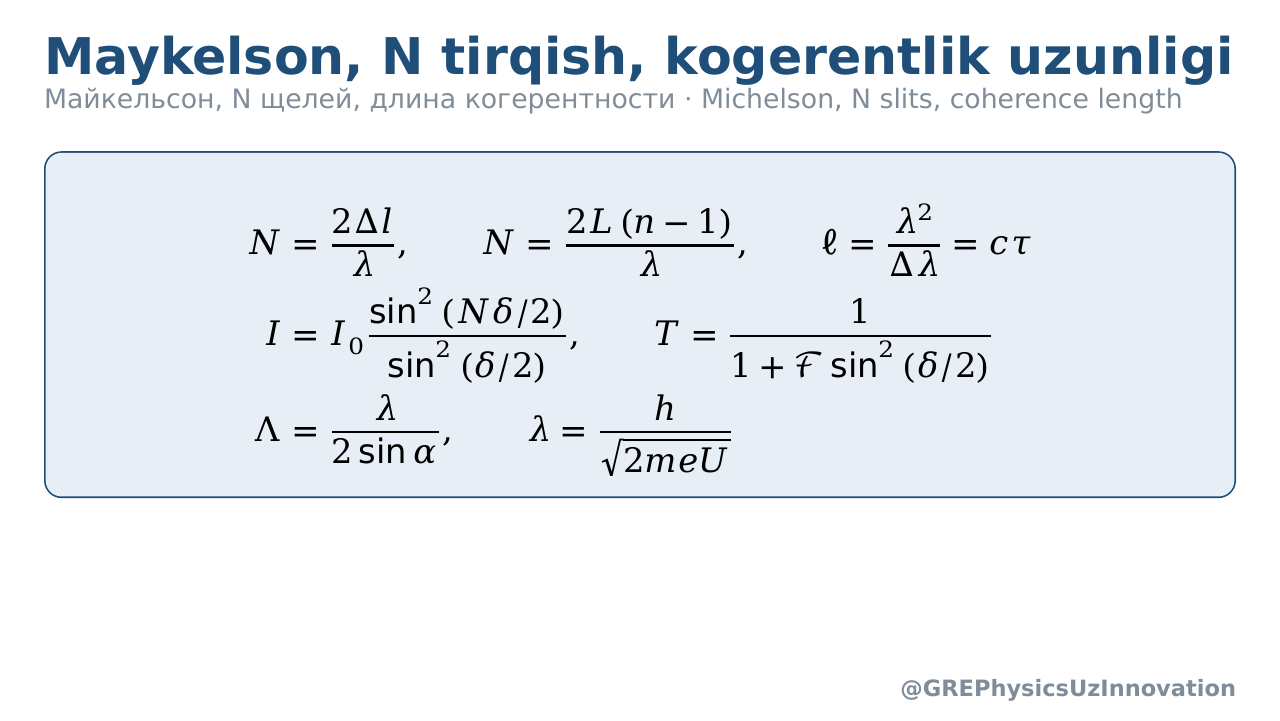 Maykelson, N tirqish, kogerentlik uzunligi
Майкельсон, N щелей, длина когерентности · Michelson, N slits, coherence length
N = 2Δl/λ, N = 2L (n − 1)/λ, ℓ = λ²/Δλ = cτ
I = I₀ sin² (Nδ/2)/sin² (δ/2), T = 1/(1 + ℱ sin² (δ/2))
Λ = λ/(2 sin α), λ = h/√(2meU)
@GREPhysicsUzInnovation